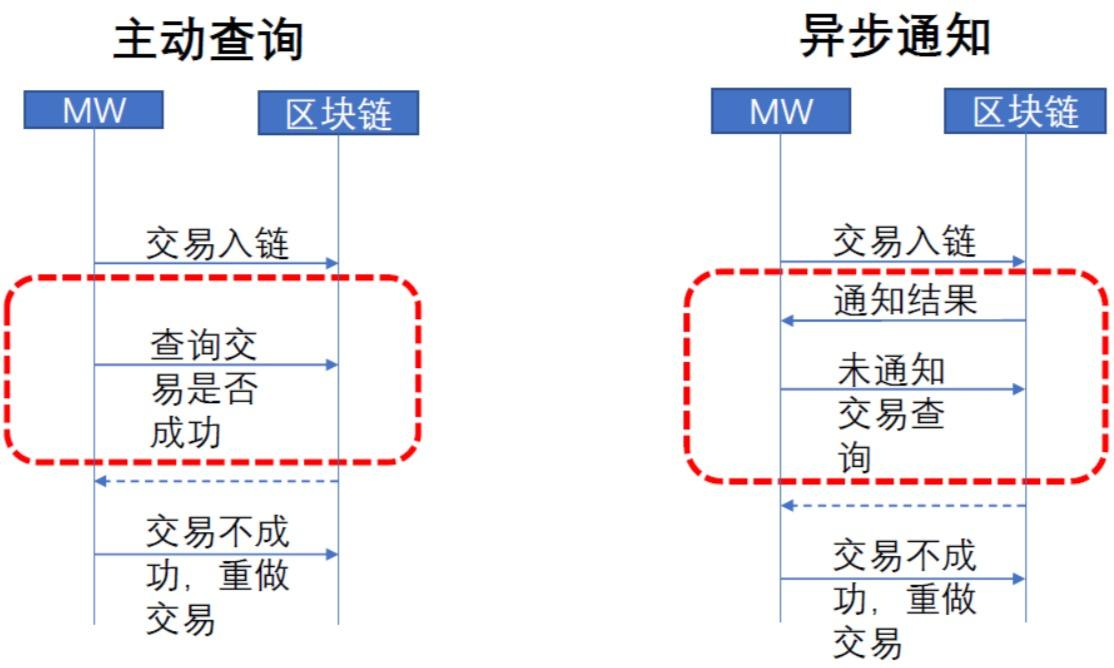 主动查询
MW
区块链
交易入链
查询交
易是否
成功
交易不成
功，重做
交易
异步通知
MW
区块链
交易入链
通知结果
未通知
交易查
询
交易不成
功，重做
交易